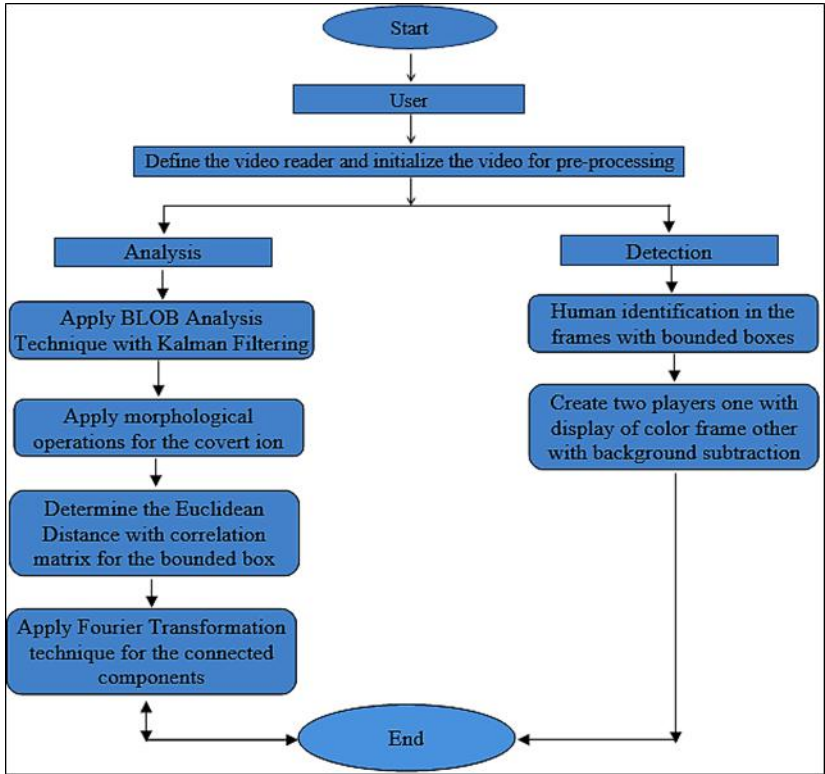 Start
User
Define the video reader and initialize the video for pre-processing
Analysis
Apply BLOB Analysis
Technique with Kalman Filtering
Apply morphological
operations for the covert ion
Determine the Euclidean
Distance with correlation
matrix for the bounded box
Apply Fourier Transformation
technique for the connected
components
Detection
Human identification in the
frames with bounded boxes
Create two players one with
display of color frame other
with background subtraction
End